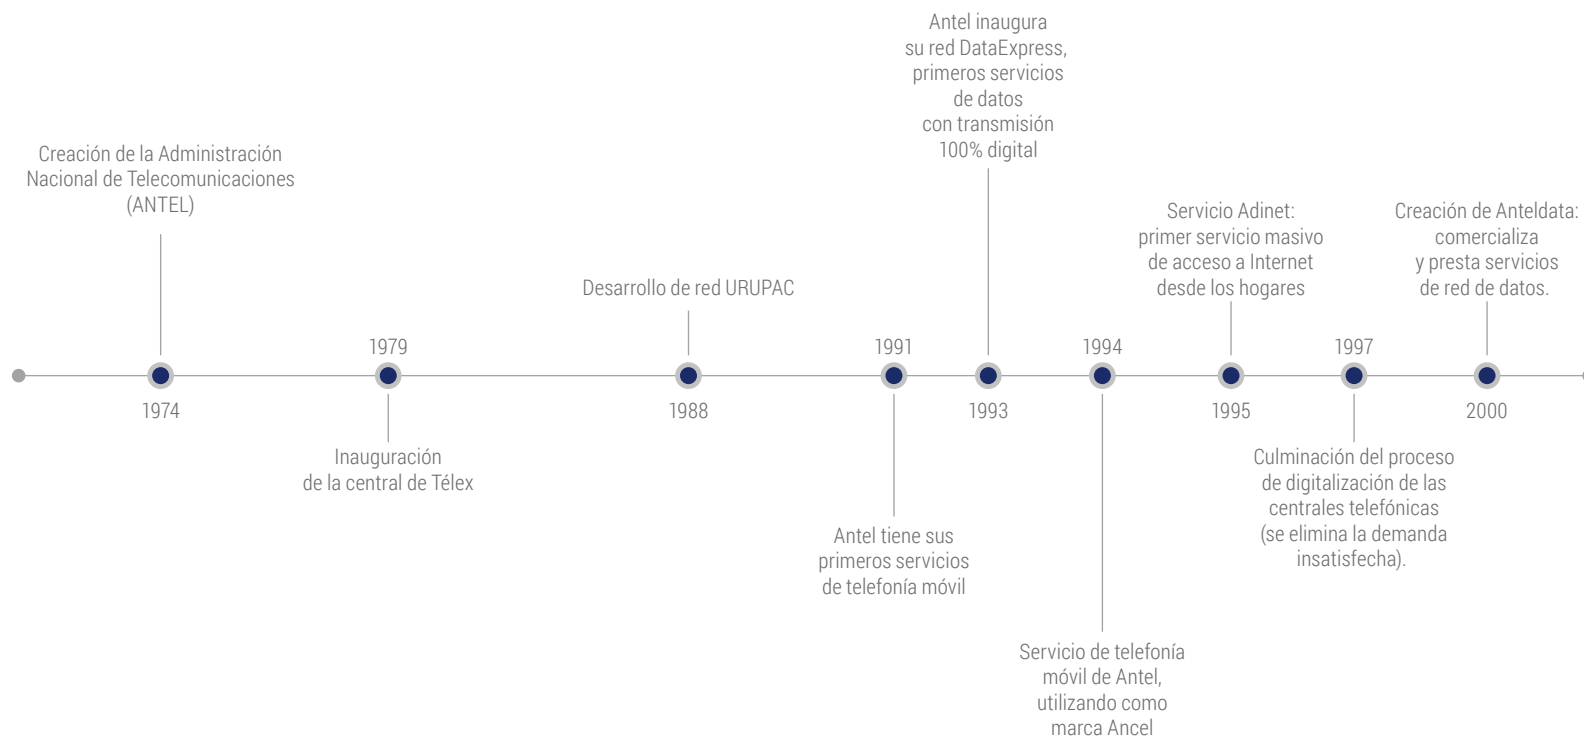 Creación de la Administración
Nacional de Telecomunicaciones
(ANTEL)
1974
1979
Inauguración
de la central de Télex
Desarrollo de red URUPAC
1988
1991
Antel tiene sus
primeros servicios
de telefonía móvil
Antel inaugura
su red DataExpress,
primeros servicios
de datos
con transmisión
100% digital
1993
1994
Servicio de telefonía
móvil de Antel,
utilizando como
marca Ancel
Servicio Adinet:
primer servicio masivo
de acceso a Internet
desde los hogares
1995
1997
Culminación del proceso
de digitalización de las
centrales telefónicas
(se elimina la demanda
insatisfecha).
Creación de Anteldata:
comercializa
y presta servicios
de red de datos.
2000